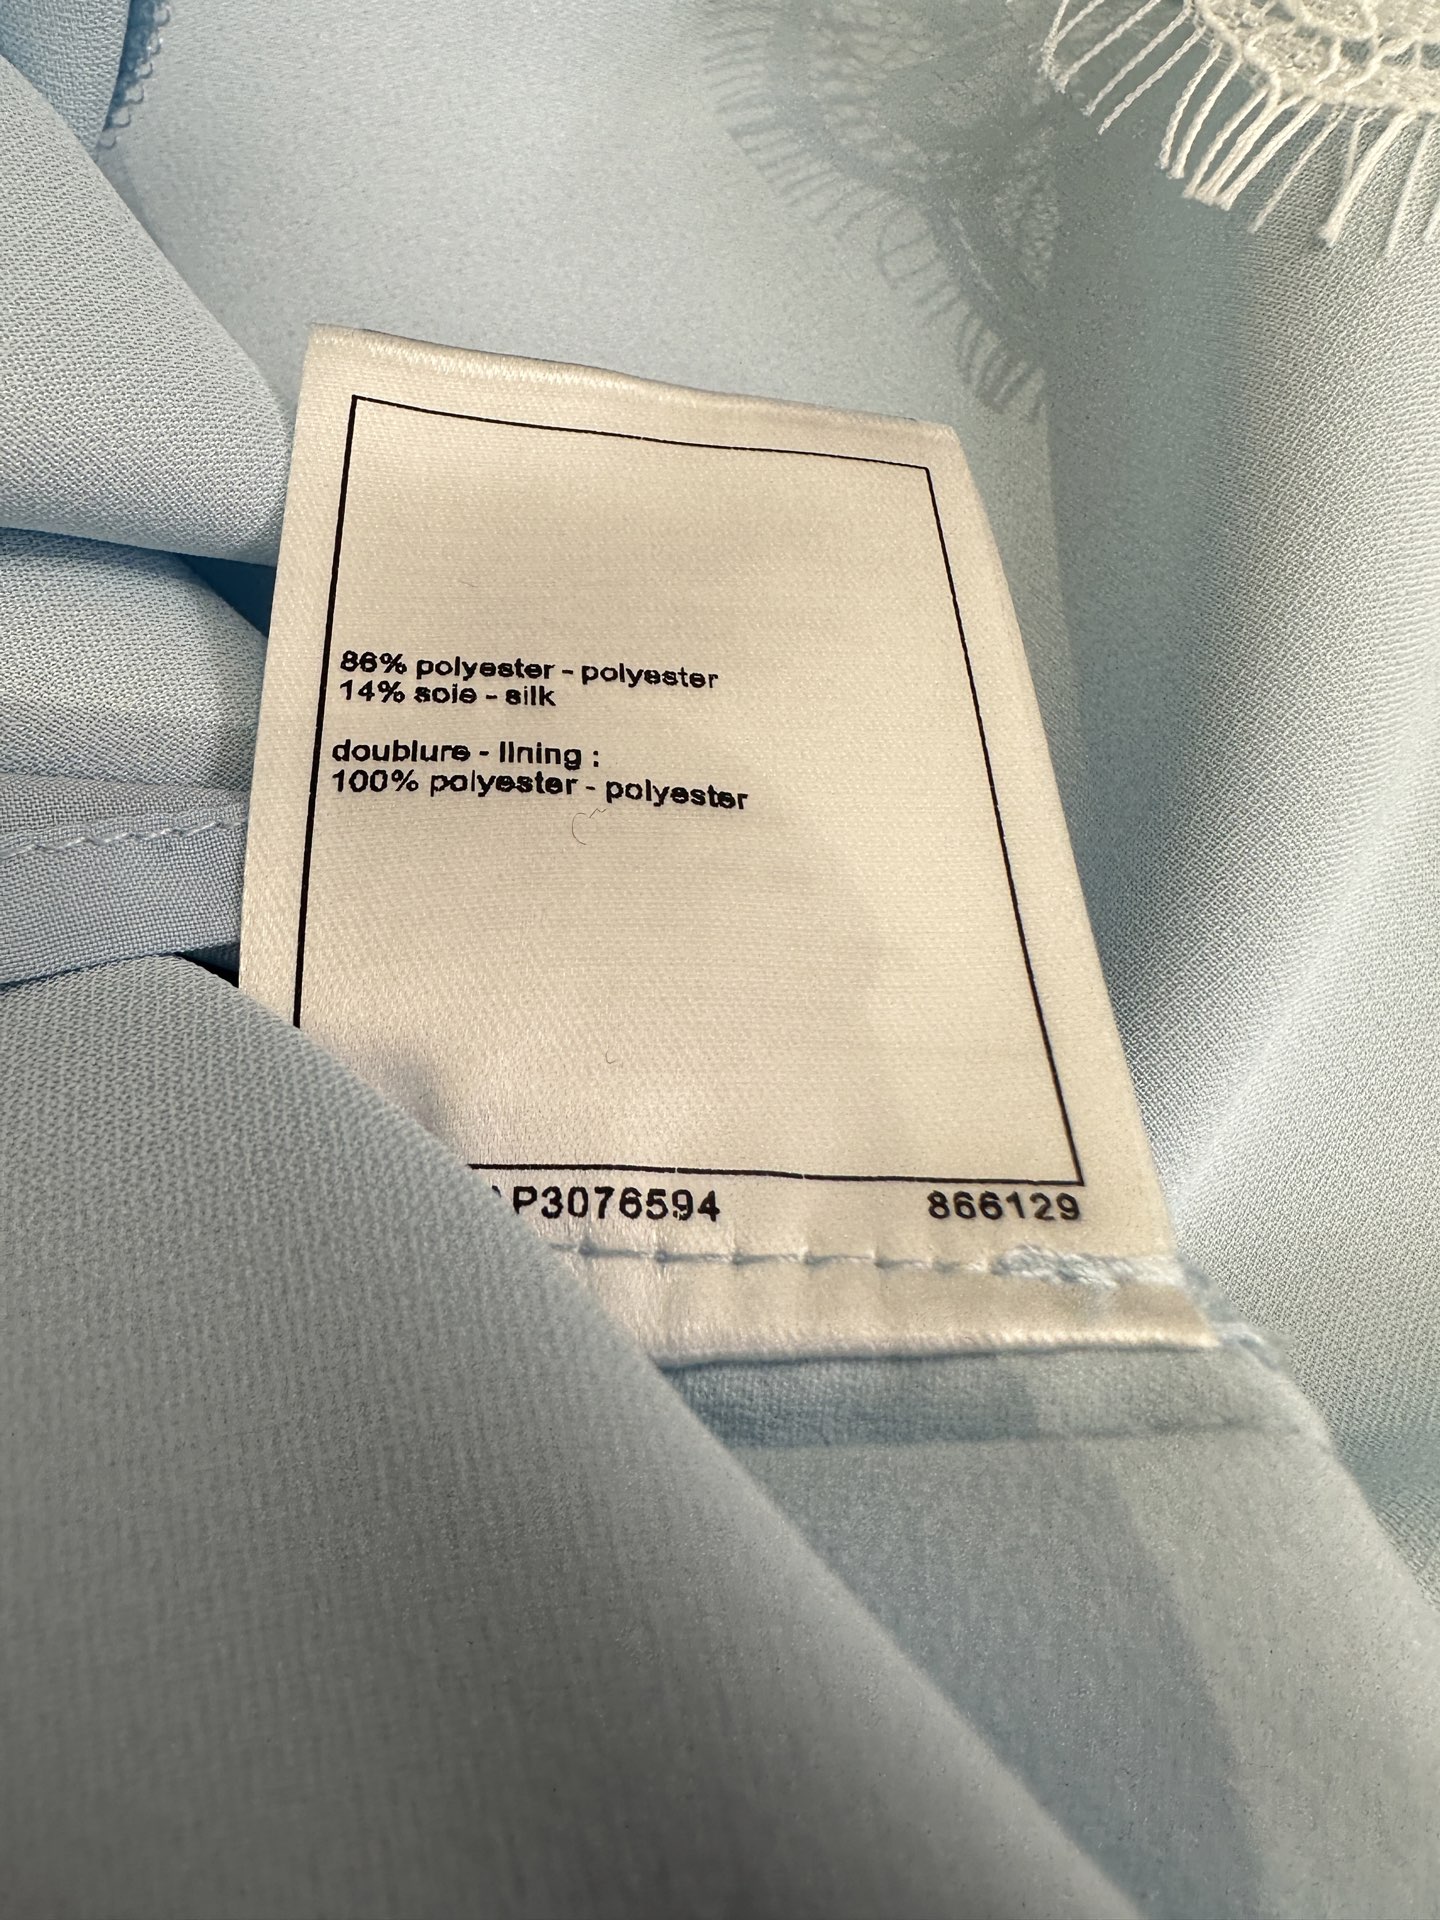 86% polyester - polyester
14% soie - silk
doublure - lining :
100% polyester - polyester
P3076594 866129